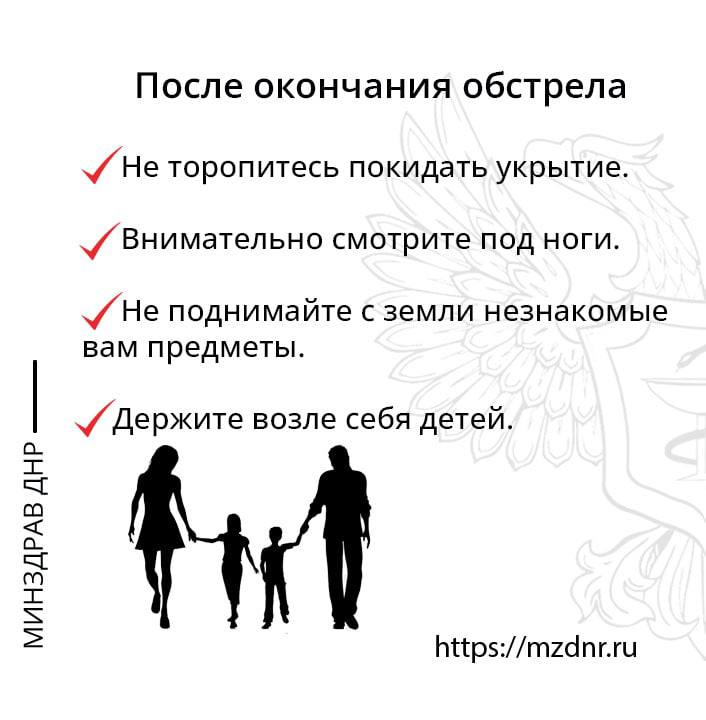 После окончания обстрела
Не торопитесь покидать укрытие.
Внимательно смотрите под ноги.
Не поднимайте с земли незнакомые
вам предметы.
Держите возле себя детей.
МИНЗДРАВ ДНР
https://mzdnr.ru